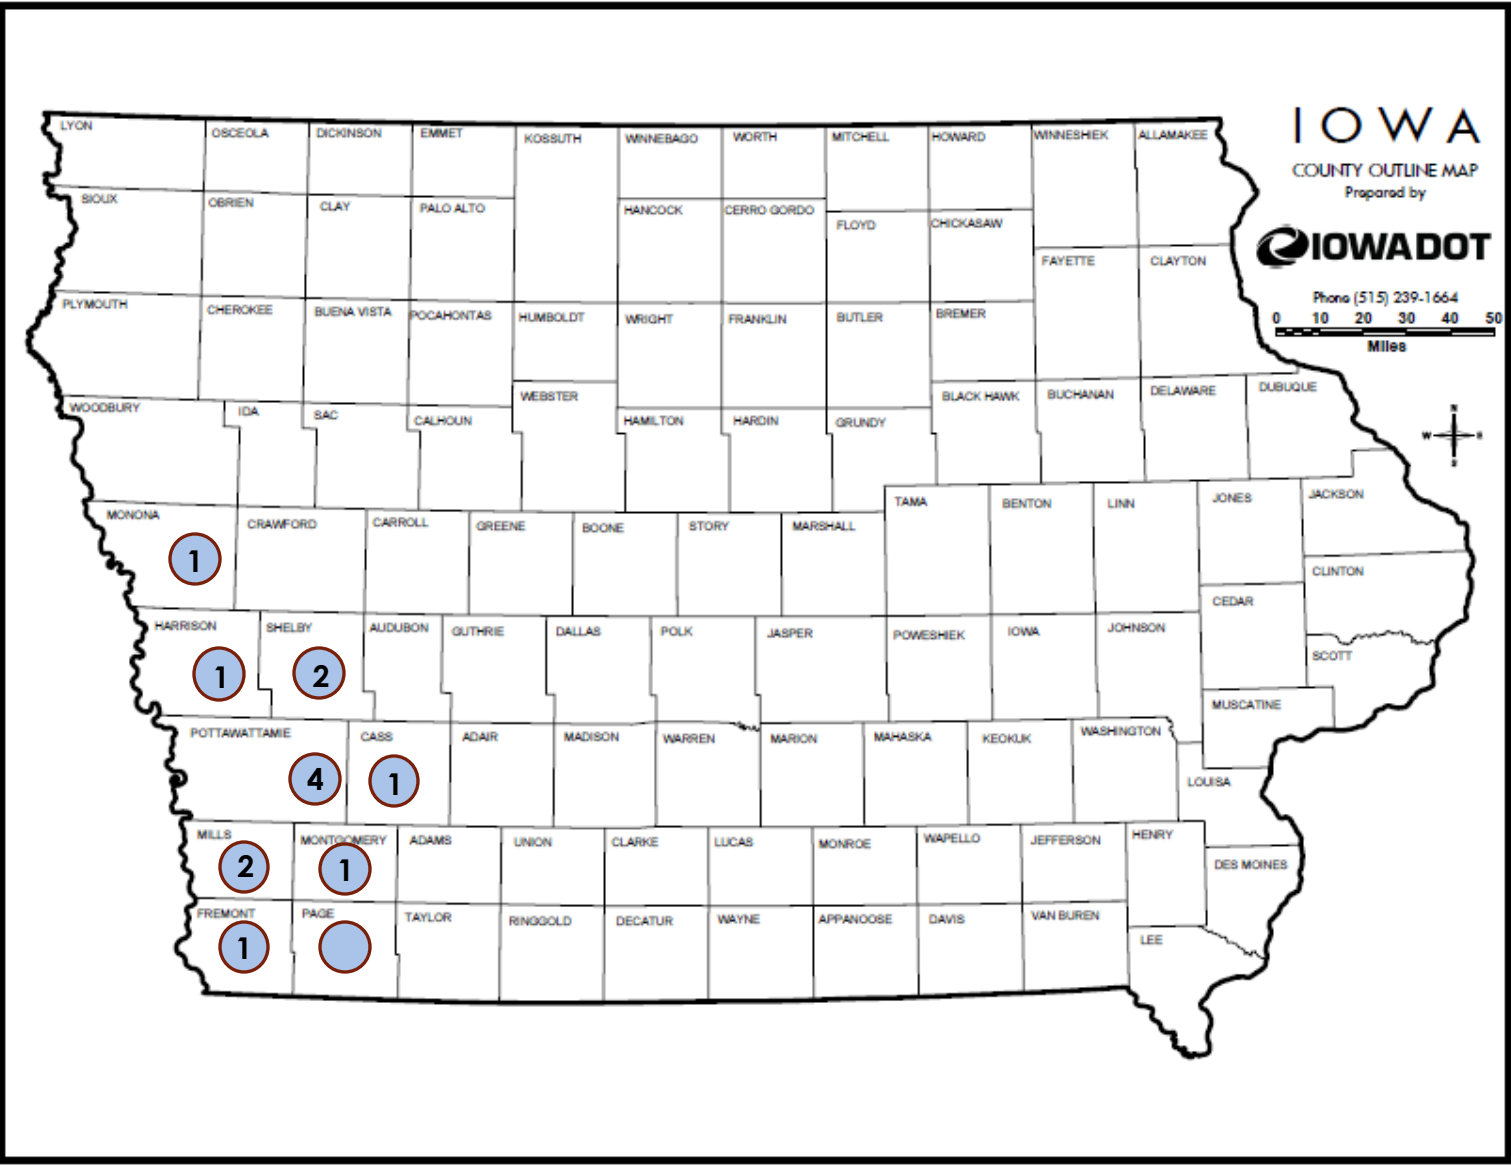 IOWA
COUNTY OUTLINE MAP
Prepared by
IOWADOT
Phone (515) 239-1664
0 10 20 30 40 50
Miles
N
W E
S
LYON OSCEOLA DICKINSON EMMET KOSSUTH WINNEBAGO WORTH MITCHELL HOWARD WINNESHIEK ALLAMAKEE
SIOUX OBRIEN CLAY PALO ALTO HANCOCK CERRO GORDO FLOYD CHICKASAW
FAYETTE CLAYTON
PLYMOUTH CHEROKEE BUENA VISTA POCAHONTAS HUMBOLDT WRIGHT FRANKLIN BUTLER BREMER
WEBSTER BLACK HAWK BUCHANAN DELAWARE DUBUQUE
WOODBURY IDA SAC CALHOUN HAMILTON HARDIN GRUNDY
TAMA BENTON LINN JONES JACKSON
MONONA CRAWFORD CARROLL GREENE BOONE STORY MARSHALL
1
CLINTON
CEDAR
HARRISON SHELBY AUDUBON GUTHRIE DALLAS POLK JASPER POWESHIEK IOWA JOHNSON
SCOTT
1 2
MUSCATINE
POTTAWATTAMIE CASS ADAIR MADISON WARREN MARION MAHASKA KEOKUK WASHINGTON
4 1
LOUISA
MILLS MONTGOMERY ADAMS UNION CLARKE LUCAS MONROE WAPELLO JEFFERSON HENRY
2 1
DES MOINES
FREMONT PAGE TAYLOR RINGGOLD DECATUR WAYNE APPANOOSE DAVIS VAN BUREN
1
LEE